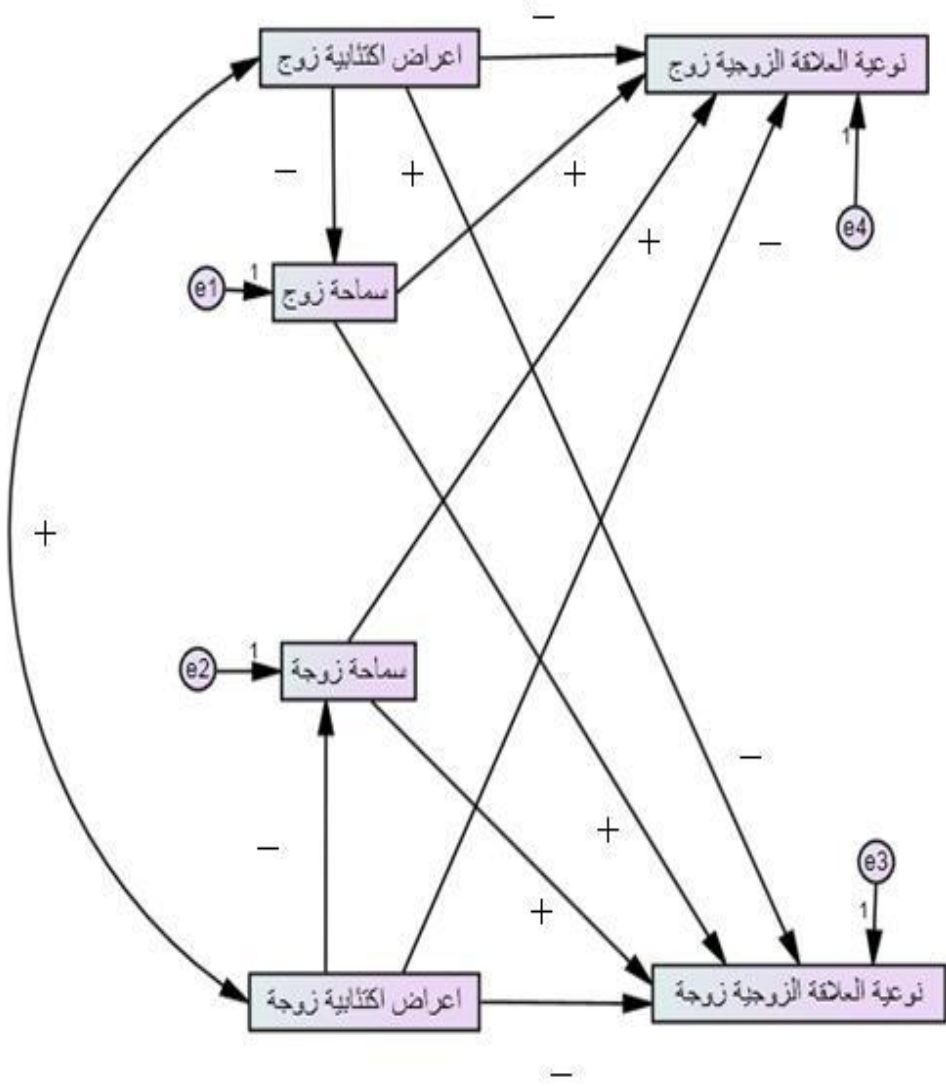 −
اعراض اكتئابية زوج
نوعية العلاقة الزوجية زوج
1
−
+
+
+
−
e4
e1
1
سماحة زوج
+
e2
1
سماحة زوجة
−
−
+
+
e3
1
اعراض اكتئابية زوجة
نوعية العلاقة الزوجية زوجة
−